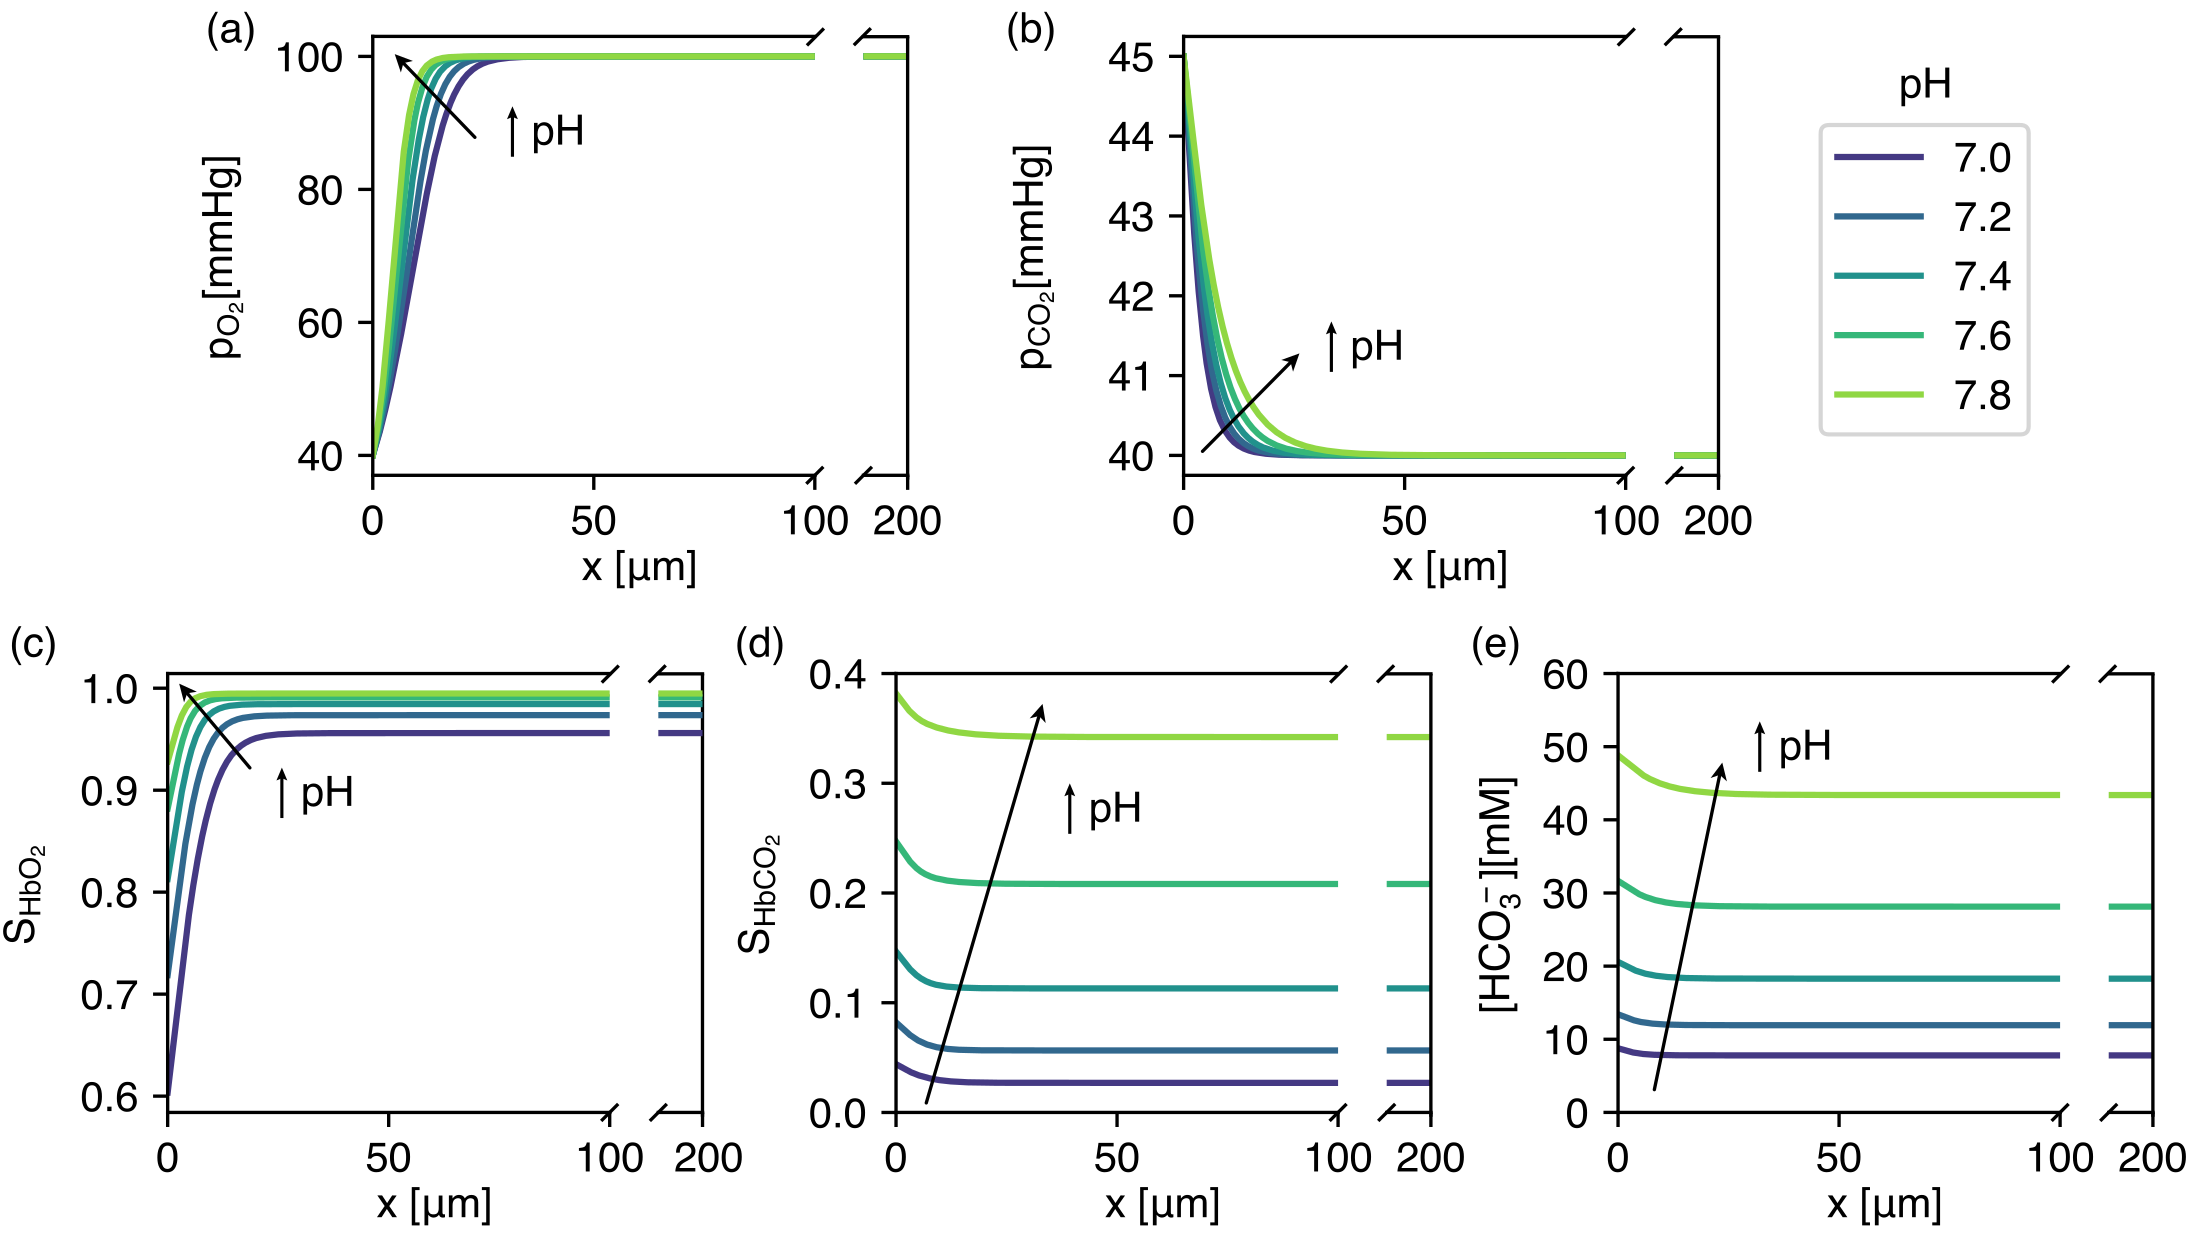 (a)
100
80
60
40
pO2[mmHg]
↑ pH
0 50 100 200
x [µm]
(b)
45
44
43
42
41
40
pCO2[mmHg]
↑ pH
0 50 100 200
x [µm]
pH
7.0
7.2
7.4
7.6
7.8
(c)
1.0
0.9
0.8
0.7
0.6
SHbO2
↑ pH
0 50 100 200
x [µm]
(d)
0.4
0.3
0.2
0.1
0.0
SHbCO2
↑ pH
0 50 100 200
x [µm]
(e)
60
50
40
30
20
10
0
[HCO3−][mM]
↑ pH
0 50 100 200
x [µm]